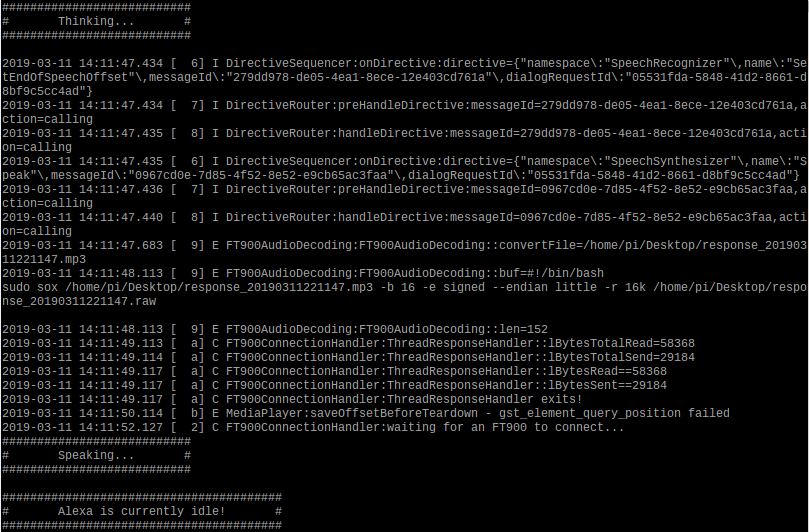 ###########################
#       Thinking...       #
###########################
2019-03-11 14:11:47.434 [  6] I DirectiveSequencer:onDirective:directive={"namespace\:"SpeechRecognizer"\,name\:"Se
tEndOfSpeechOffset"\,messageId\:"279dd978-de05-4ea1-8ece-12e403cd761a"\,dialogRequestId\:"05531fda-5848-41d2-8661-d
8bf9c5cc4ad"}
2019-03-11 14:11:47.434 [  7] I DirectiveRouter:preHandleDirective:messageId=279dd978-de05-4ea1-8ece-12e403cd761a,a
ction=calling
2019-03-11 14:11:47.435 [  8] I DirectiveRouter:handleDirective:messageId=279dd978-de05-4ea1-8ece-12e403cd761a,acti
on=calling
2019-03-11 14:11:47.435 [  6] I DirectiveSequencer:onDirective:directive={"namespace\:"SpeechSynthesizer"\,name\:"S
peak"\,messageId\:"0967cd0e-7d85-4f52-8e52-e9cb65ac3faa"\,dialogRequestId\:"05531fda-5848-41d2-8661-d8bf9c5cc4ad"}
2019-03-11 14:11:47.436 [  7] I DirectiveRouter:preHandleDirective:messageId=0967cd0e-7d85-4f52-8e52-e9cb65ac3faa,a
ction=calling
2019-03-11 14:11:47.440 [  8] I DirectiveRouter:handleDirective:messageId=0967cd0e-7d85-4f52-8e52-e9cb65ac3faa,acti
on=calling
2019-03-11 14:11:47.683 [  9] E FT900AudioDecoding:FT900AudioDecoding::convertFile=/home/pi/Desktop/response_201903
11221147.mp3
2019-03-11 14:11:48.113 [  9] E FT900AudioDecoding:FT900AudioDecoding::buf=#!/bin/bash
sudo sox /home/pi/Desktop/response_20190311221147.mp3 -b 16 -e signed --endian little -r 16k /home/pi/Desktop/respo
nse_20190311221147.raw
2019-03-11 14:11:48.113 [  9] E FT900AudioDecoding:FT900AudioDecoding::len=152
2019-03-11 14:11:49.113 [  a] C FT900ConnectionHandler:ThreadResponseHandler::lBytesTotalRead=58368
2019-03-11 14:11:49.114 [  a] C FT900ConnectionHandler:ThreadResponseHandler::lBytesTotalSend=29184
2019-03-11 14:11:49.117 [  a] C FT900ConnectionHandler:ThreadResponseHandler::lBytesRead==58368
2019-03-11 14:11:49.117 [  a] C FT900ConnectionHandler:ThreadResponseHandler::lBytesSent==29184
2019-03-11 14:11:49.117 [  a] C FT900ConnectionHandler:ThreadResponseHandler exits!
2019-03-11 14:11:50.114 [  b] E MediaPlayer:saveOffsetBeforeTeardown - gst_element_query_position failed
2019-03-11 14:11:52.127 [  2] C FT900ConnectionHandler:waiting for an FT900 to connect...
###########################
#       Speaking...       #
###########################
########################################
#       Alexa is currently idle!       #
########################################